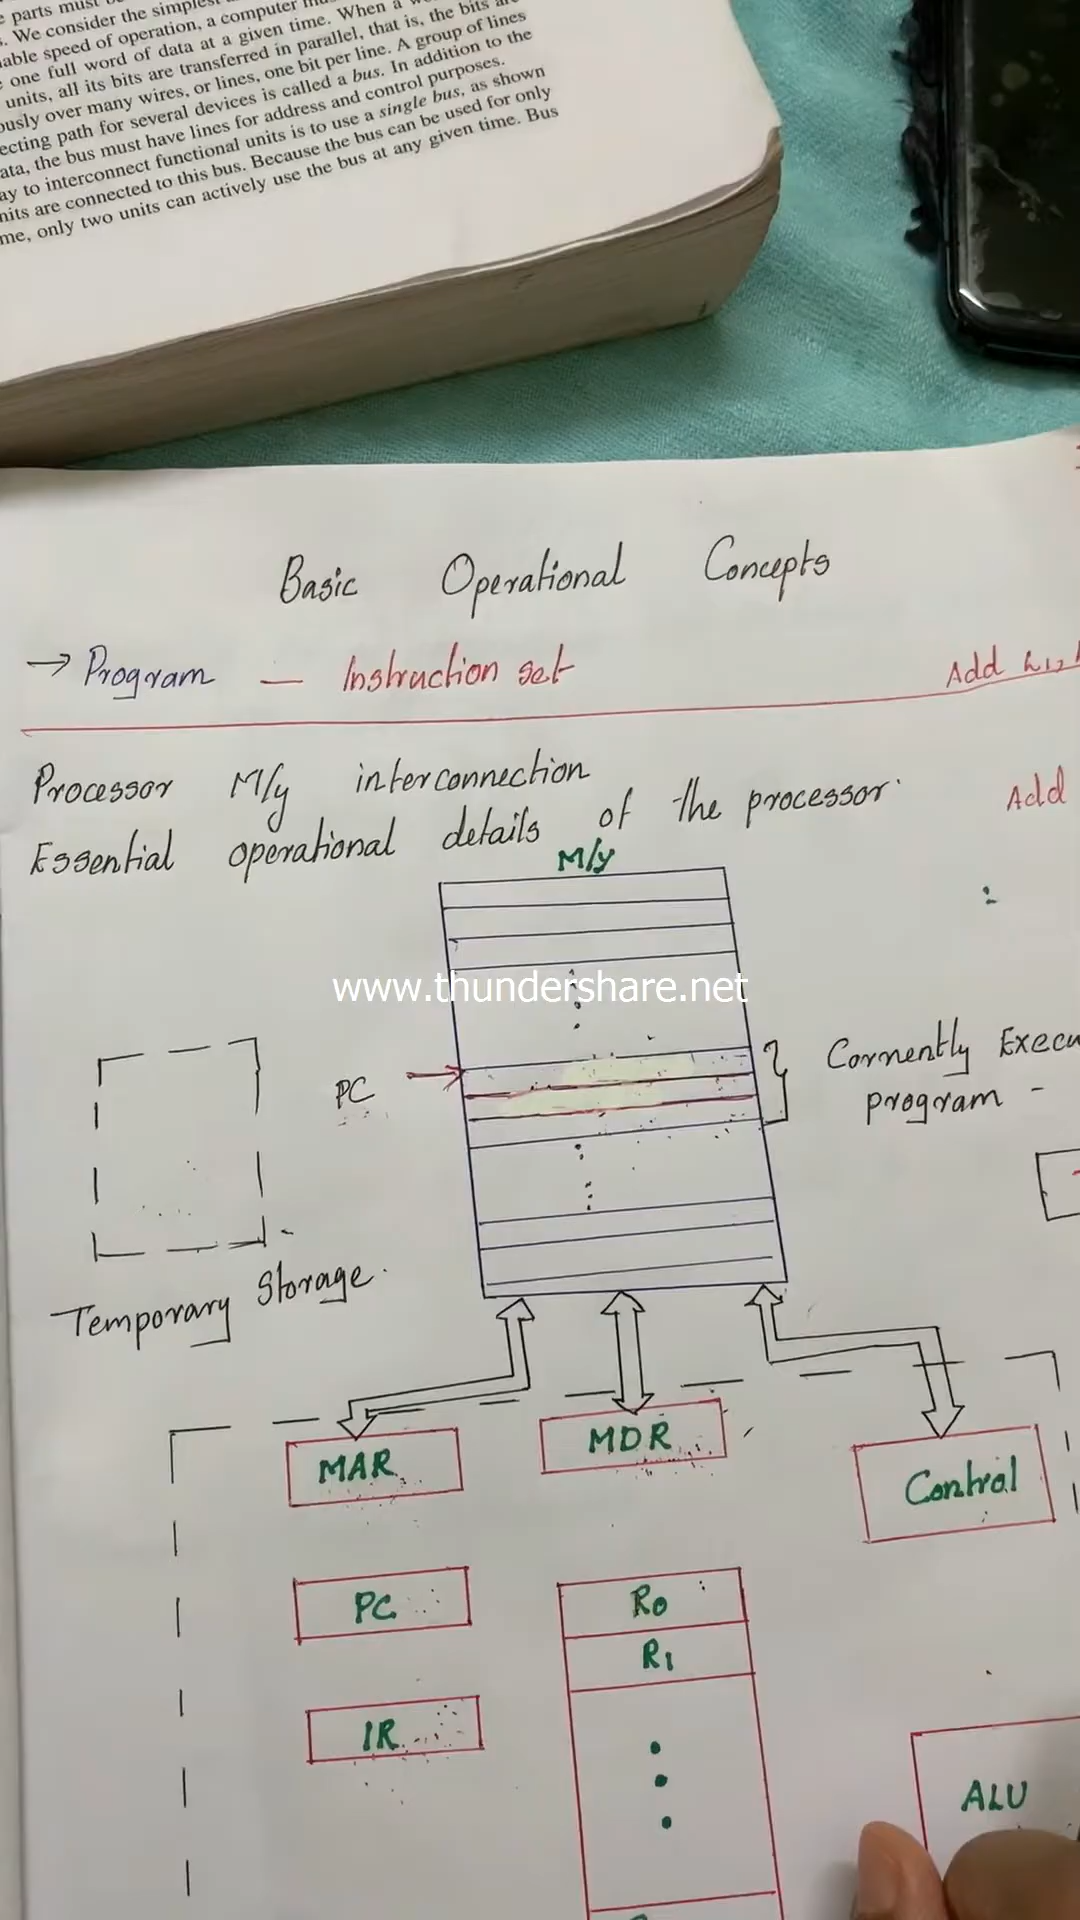 e parts must be
s. We consider the simplest
able speed of operation, a computer
one full word of data at a given time. When a
units, all its bits are transferred in parallel, that is, the bits are
ously over many wires, or lines, one bit per line. A group of lines
ecting path for several devices is called a bus. In addition to the
ata, the bus must have lines for address and control purposes.
ay to interconnect functional units is to use a single bus, as shown
nits are connected to this bus. Because the bus can be used for only
me, only two units can actively use the bus at any given time. Bus
Basic Operational Concepts
→ Program — Instruction set
Add
Processor M/y interconnection
Add
Essential operational details of the processor.
M/y
www.thundershare.net
PC
Cornently Execu
program -
Temporary Storage.
MAR
MDR
Control
PC
R0
R1
IR
ALU